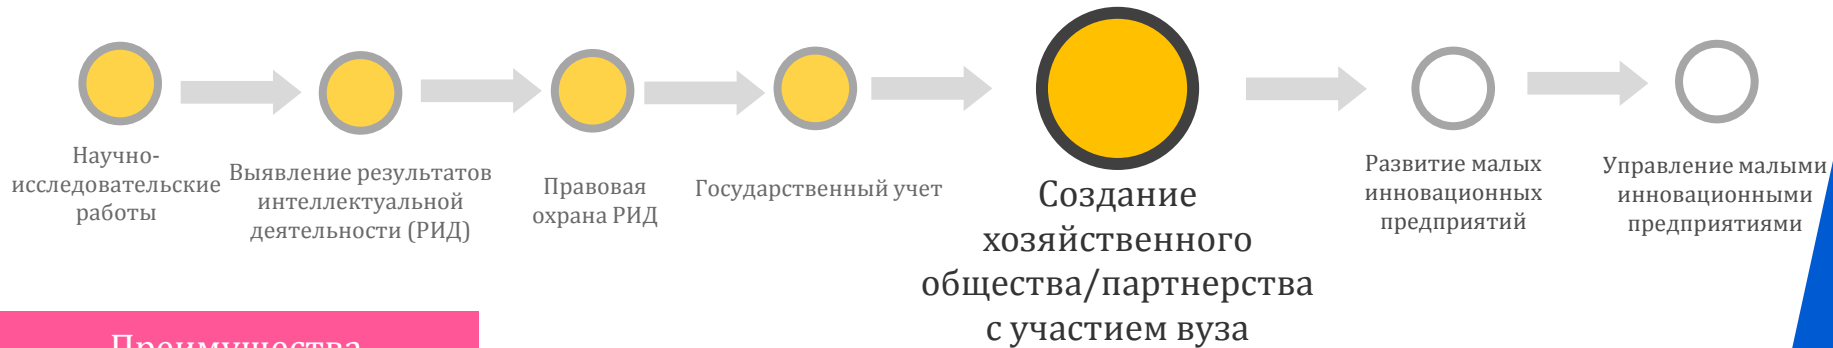 Научно-
исследовательские
работы
Выявление результатов
интеллектуальной
деятельности (РИД)
Правовая
охрана РИД
Государственный учет
Создание
хозяйственного
общества/партнерства
с участием вуза
Развитие малых
инновационных
предприятий
Управление малыми
инновационными
предприятиями
Преимущества